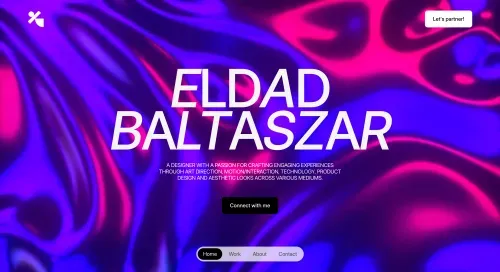 Let's partner!
ELDAD
BALTASZAR
A DESIGNER WITH A PASSION FOR CRAFTING ENGAGING EXPERIENCES
THROUGH ART DIRECTION, MOTION/INTERACTION, TECHNOLOGY, PRODUCT
DESIGN AND AESTHETIC LOOKS ACROSS VARIOUS MEDIUMS.
Connect with me
Home Work About Contact